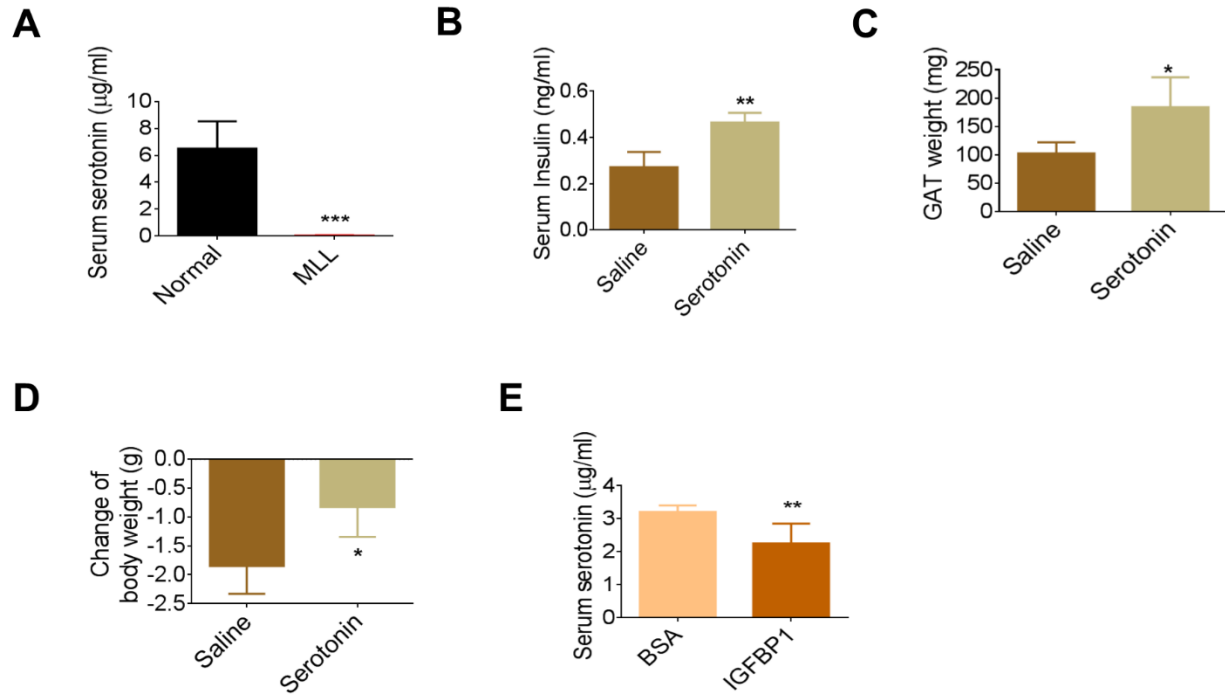 A
Serum serotonin (µg/ml)
10
8
6
4
2
0
***
Normal
MLL
B
Serum Insulin (ng/ml)
0.6
0.4
0.2
0.0
**
Saline
Serotonin
C
GAT weight (mg)
250
200
150
100
50
0
*
Saline
Serotonin
D
Change of
body weight (g)
0.0
-0.5
-1.0
-1.5
-2.0
-2.5
*
Saline
Serotonin
E
Serum serotonin (µg/ml)
4
3
2
1
0
**
BSA
IGFBP1